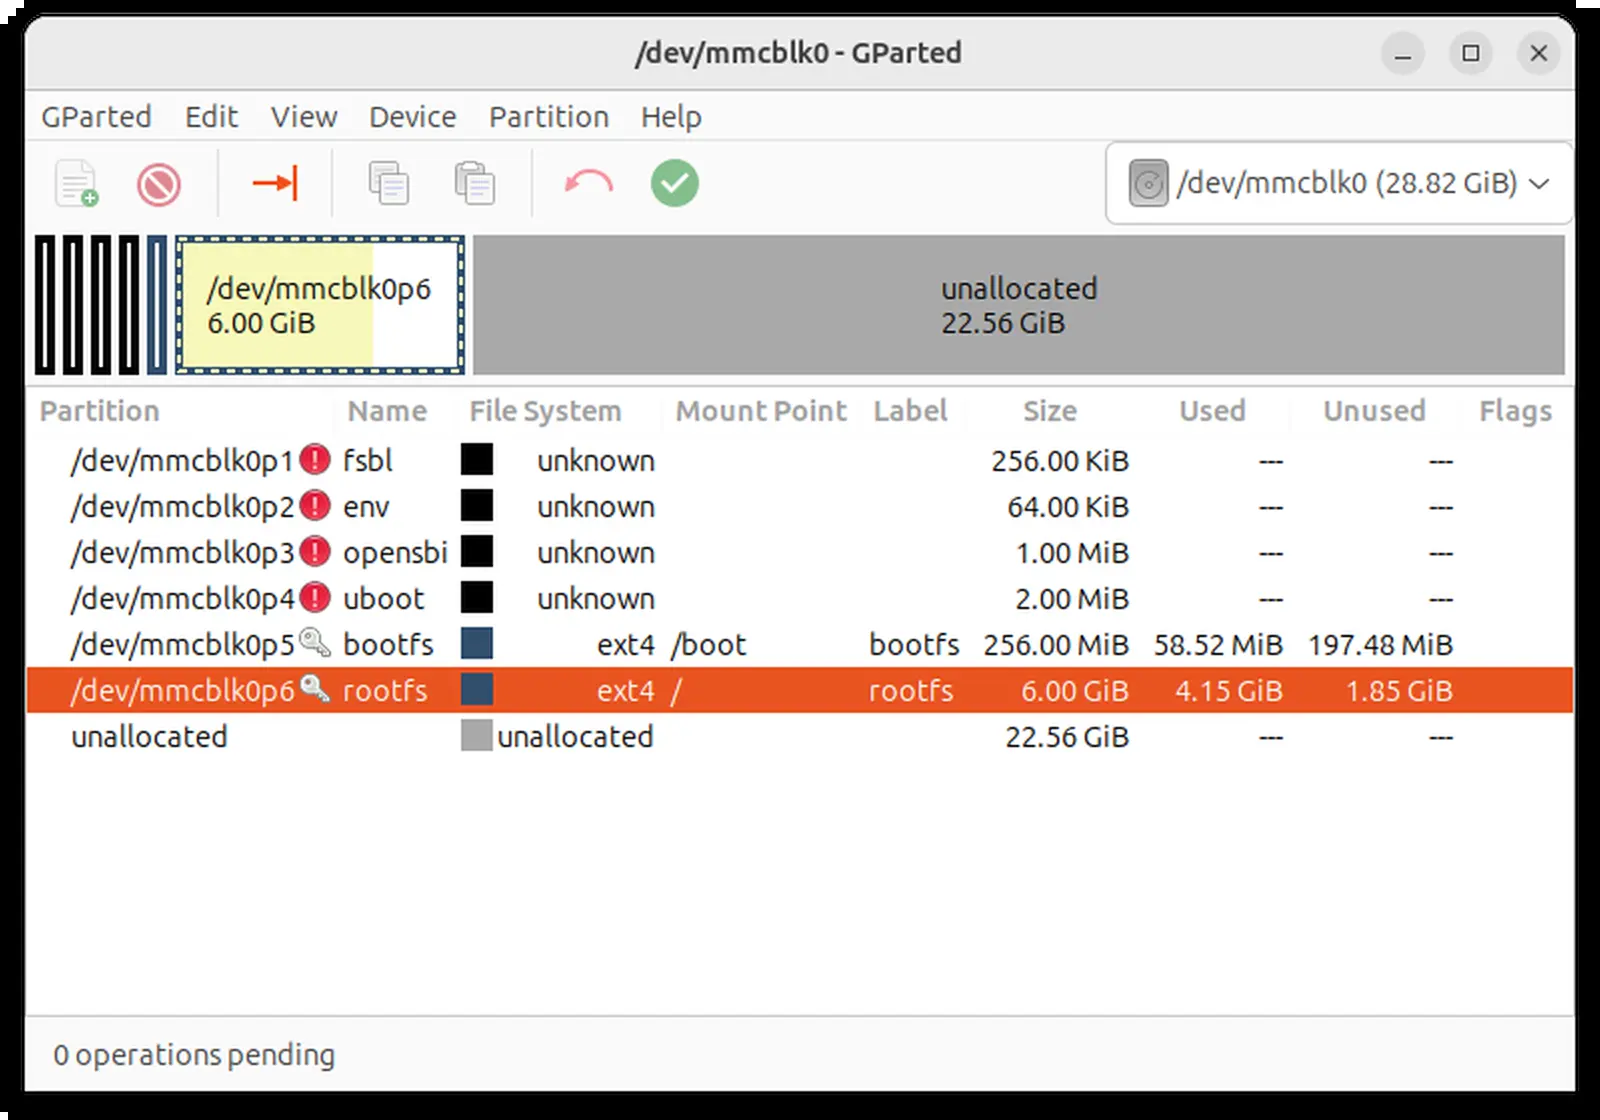 /dev/mmcblk0 - GParted
GParted Edit View Device Partition Help
/dev/mmcblk0 (28.82 GiB)
/dev/mmcblk0p6
6.00 GiB
unallocated
22.56 GiB
Partition Name File System Mount Point Label Size Used Unused Flags
/dev/mmcblk0p1 fsbl unknown 256.00 KiB --- ---
/dev/mmcblk0p2 env unknown 64.00 KiB --- ---
/dev/mmcblk0p3 opensbi unknown 1.00 MiB --- ---
/dev/mmcblk0p4 uboot unknown 2.00 MiB --- ---
/dev/mmcblk0p5 bootfs ext4 /boot bootfs 256.00 MiB 58.52 MiB 197.48 MiB
/dev/mmcblk0p6 rootfs ext4 / rootfs 6.00 GiB 4.15 GiB 1.85 GiB
unallocated unallocated 22.56 GiB --- ---
0 operations pending